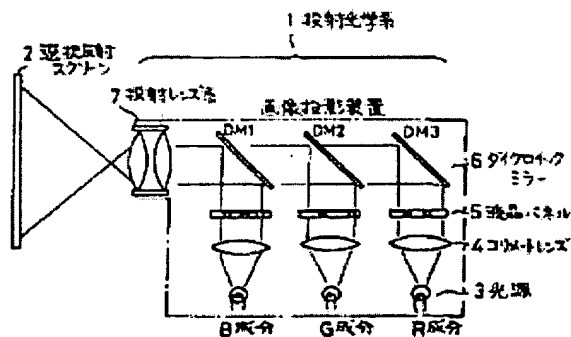 1 投射光学系
2 選択反射
スクリーン
7 投射レンズ系
画像投影装置
DM1
DM2
DM3
6 ダイクロイック
ミラー
5 液晶パネル
4 コリメートレンズ
3 光源
B成分
G成分
R成分